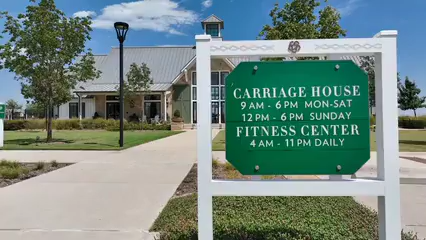 CARRIAGE HOUSE
9 AM - 6 PM MON-SAT
12 PM - 6 PM SUNDAY
FITNESS CENTER
4 AM - 11 PM DAILY